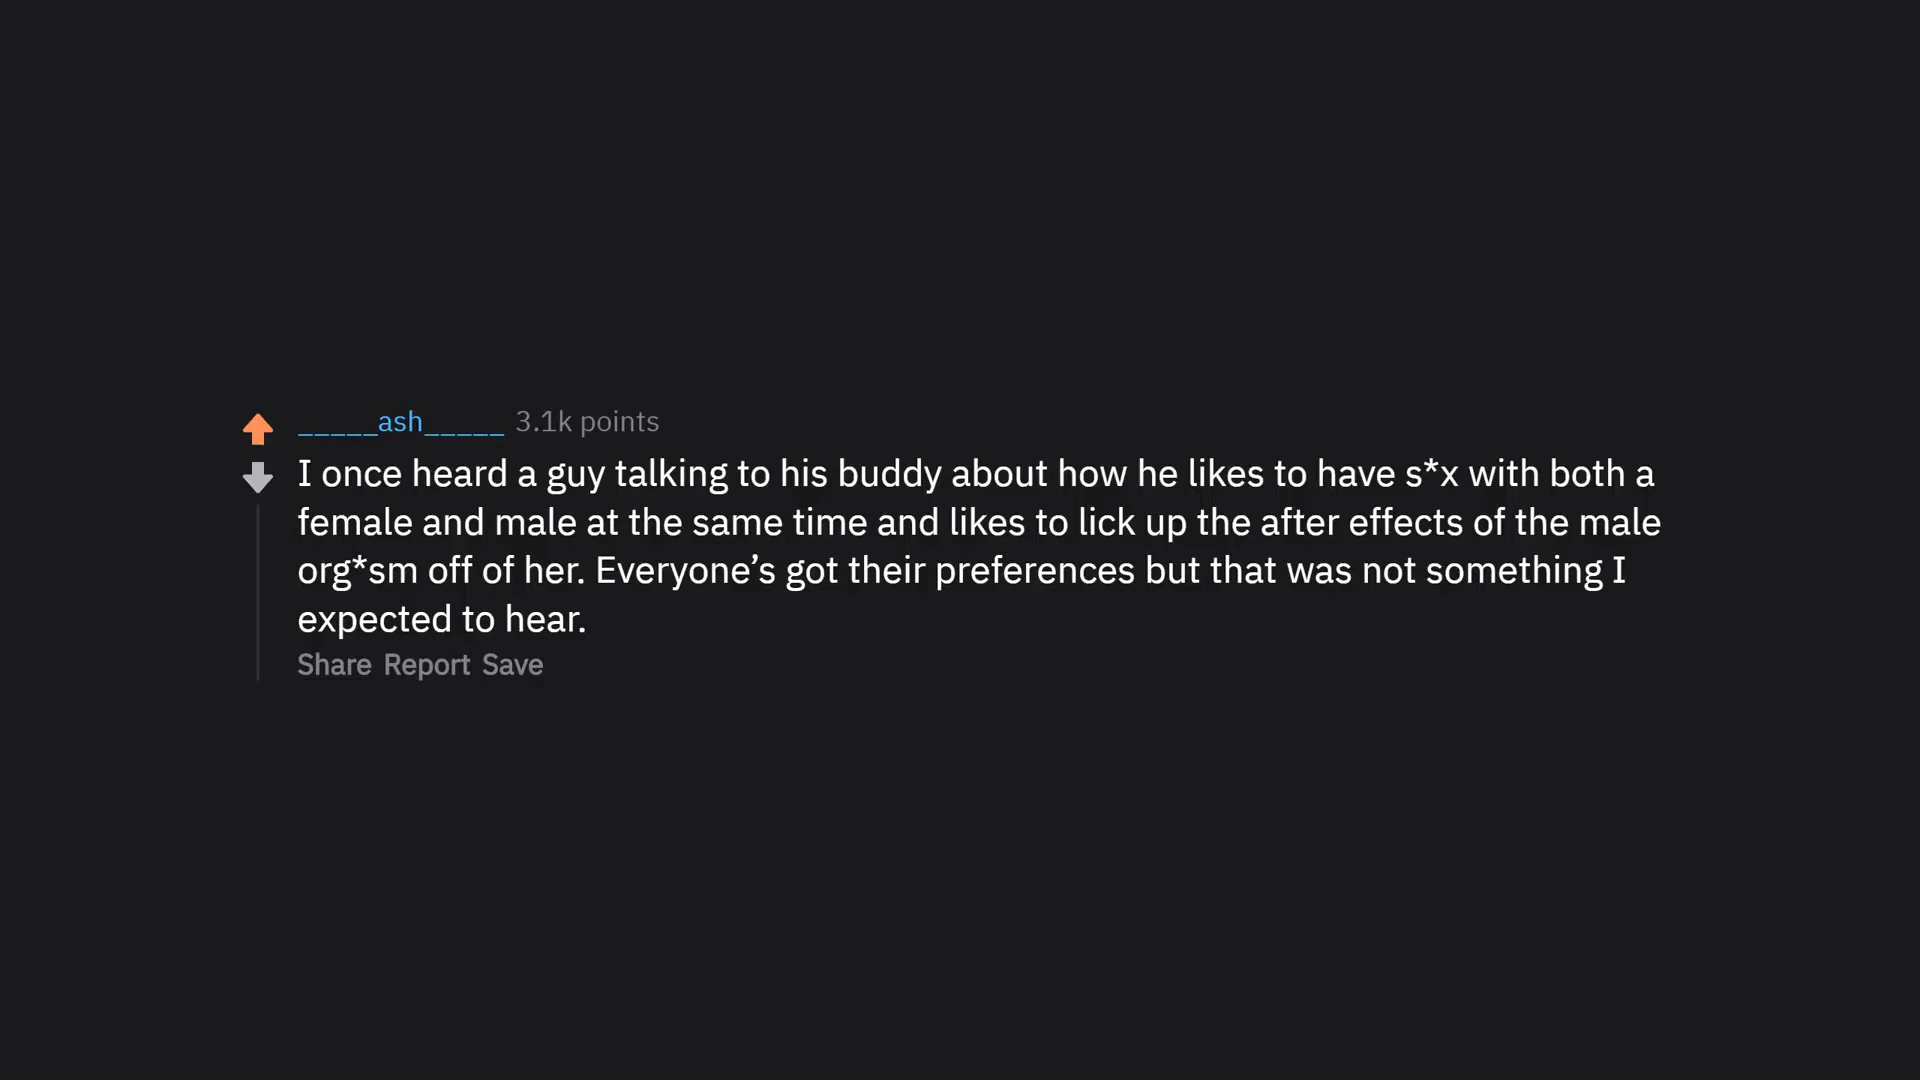 _____ash_____ 3.1k points
I once heard a guy talking to his buddy about how he likes to have s*x with both a
female and male at the same time and likes to lick up the after effects of the male
org*sm off of her. Everyone’s got their preferences but that was not something I
expected to hear.
Share Report Save